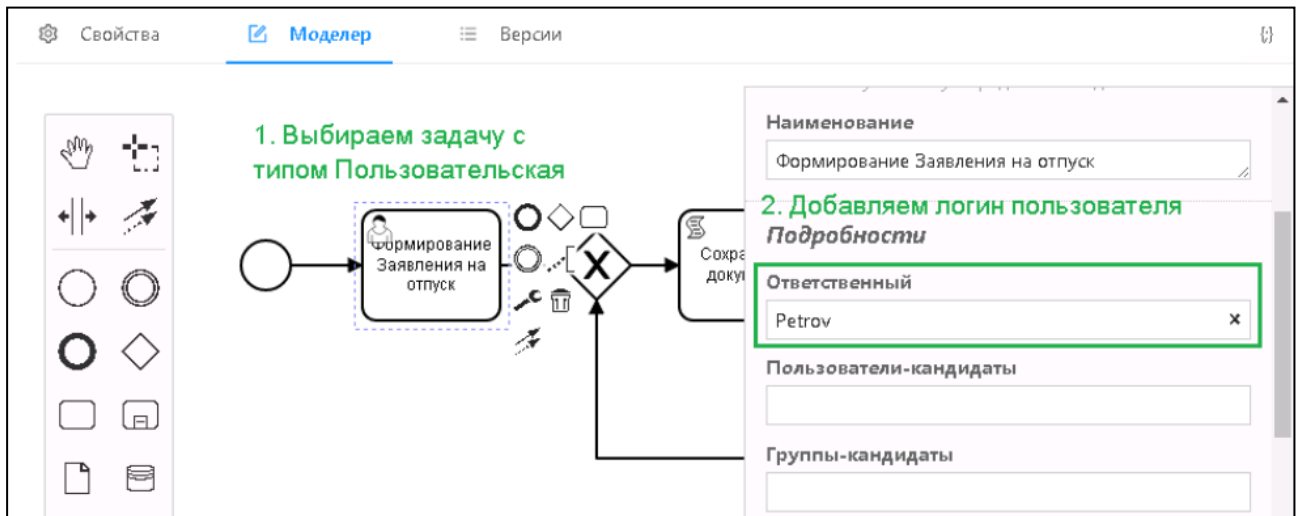 Свойства
Моделер
Версии
1. Выбираем задачу с
типом Пользовательская
Формирование
Заявления на
отпуск
Наименование
Формирование Заявления на отпуск
2. Добавляем логин пользователя
Подробности
Ответственный
Petrov
Пользователи-кандидаты
Группы-кандидаты